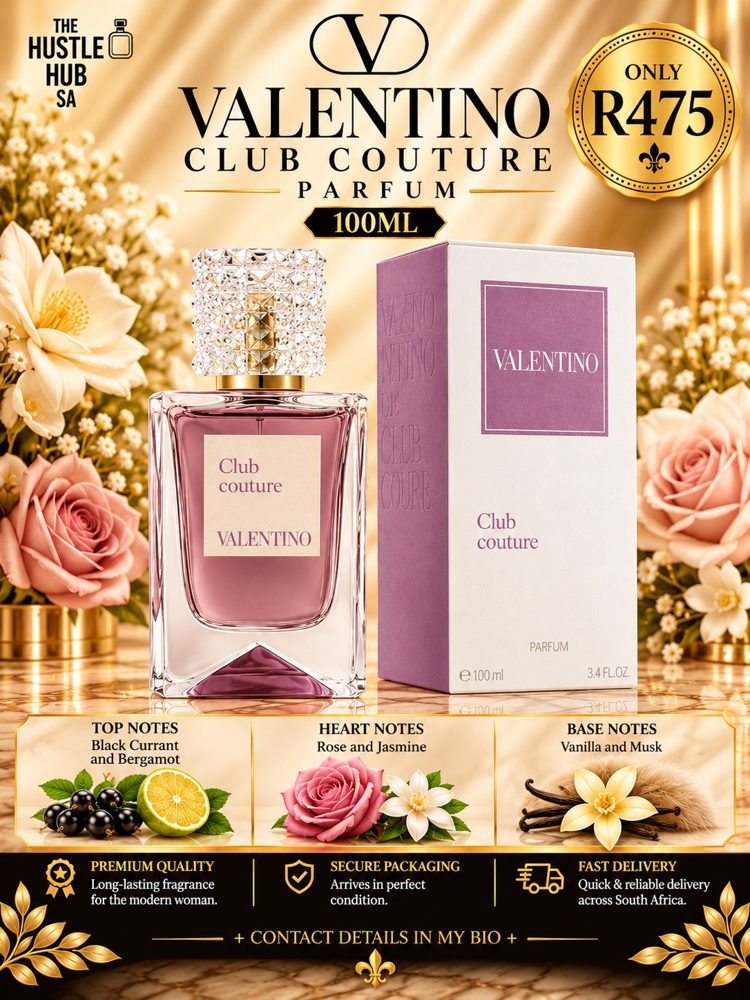 THE
HUSTLE
HUB
SA
V
VALENTINO
CLUB COUTURE
PARFUM
100ML
ONLY
R475
Club
couture
VALENTINO
VALENTINO
Club
couture
PARFUM
e 100 ml
3.4 FL.OZ.
CLUB
COURE
TOP NOTES
Black Currant
and Bergamot
HEART NOTES
Rose and Jasmine
BASE NOTES
Vanilla and Musk
PREMIUM QUALITY
Long-lasting fragrance
for the modern woman.
SECURE PACKAGING
Arrives in perfect
condition.
FAST DELIVERY
Quick & reliable delivery
across South Africa.
+ CONTACT DETAILS IN MY BIO +